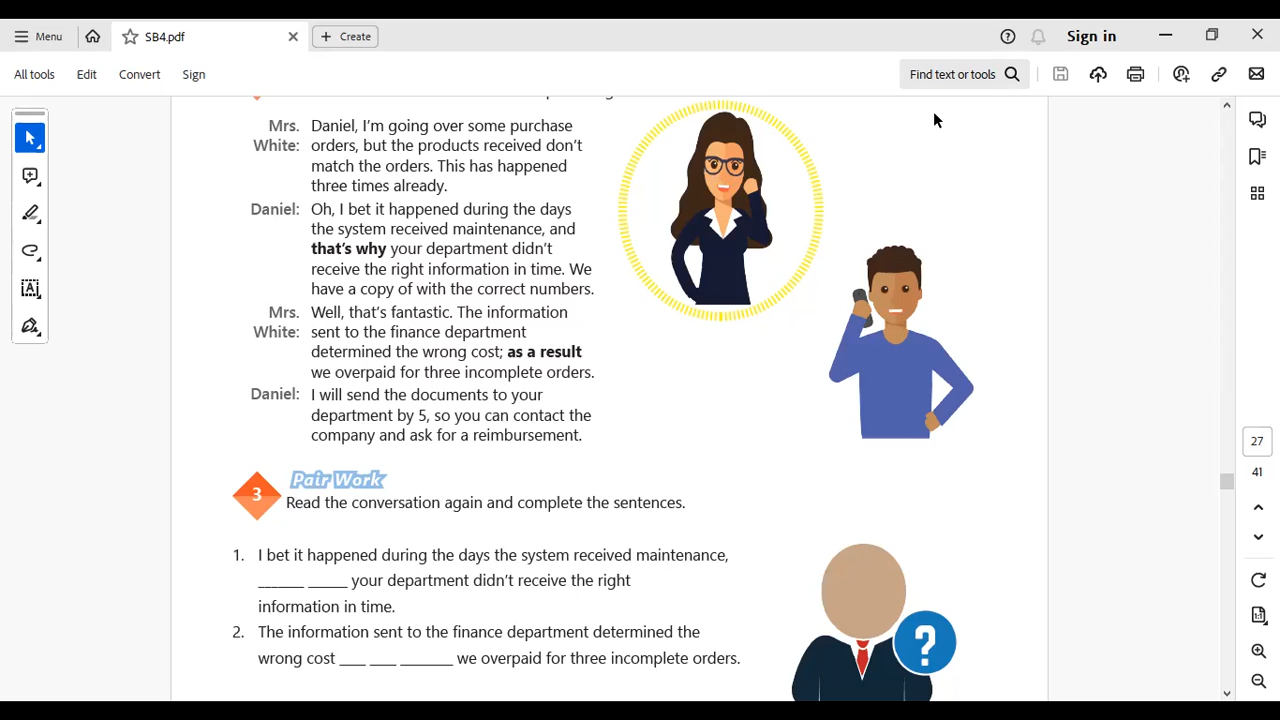 Menu
SB4.pdf
Create
Sign in
All tools
Edit
Convert
Sign
Find text or tools
Mrs. White: Daniel, I'm going over some purchase
orders, but the products received don't
match the orders. This has happened
three times already.
Daniel: Oh, I bet it happened during the days
the system received maintenance, and
that's why your department didn't
receive the right information in time. We
have a copy of with the correct numbers.
Mrs. White: Well, that's fantastic. The information
sent to the finance department
determined the wrong cost; as a result
we overpaid for three incomplete orders.
Daniel: I will send the documents to your
department by 5, so you can contact the
company and ask for a reimbursement.
3
Pair Work
Read the conversation again and complete the sentences.
1. I bet it happened during the days the system received maintenance,
______ _____ your department didn't receive the right
information in time.
2. The information sent to the finance department determined the
wrong cost ____ ____ ________ we overpaid for three incomplete orders.
?
27
41